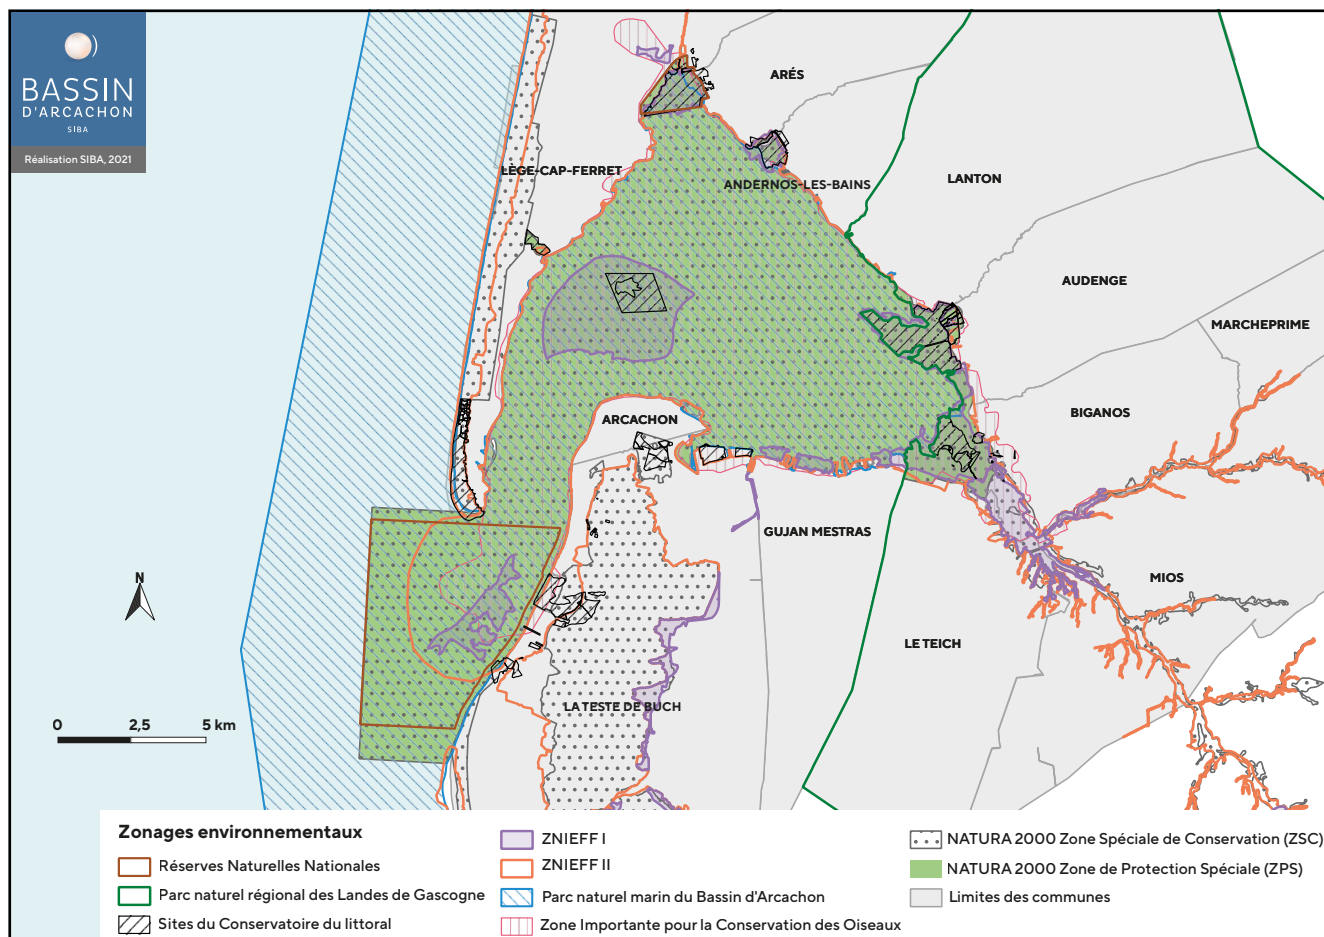 BASSIN
D'ARCACHON
SIBA
Réalisation SIBA, 2021
ARÉS
LÈGE-CAP-FERRET
ANDERNOS-LES-BAINS
LANTON
AUDENGE
MARCHEPRIME
BIGANOS
ARCACHON
GUJAN MESTRAS
MIOS
LE TEICH
LA TESTE DE BUCH
N
0 2,5 5 km
Zonages environnementaux
Réserves Naturelles Nationales
Parc naturel régional des Landes de Gascogne
Sites du Conservatoire du littoral
ZNIEFF I
ZNIEFF II
Parc naturel marin du Bassin d'Arcachon
Zone Importante pour la Conservation des Oiseaux
NATURA 2000 Zone Spéciale de Conservation (ZSC)
NATURA 2000 Zone de Protection Spéciale (ZPS)
Limites des communes